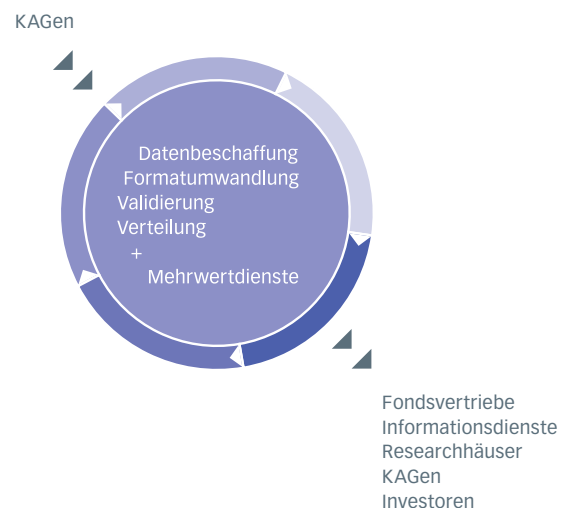 KAGen
Datenbeschaffung
Formatumwandlung
Validierung
Verteilung
+
Mehrwertdienste
Fondsvertriebe
Informationsdienste
Researchhäuser
KAGen
Investoren